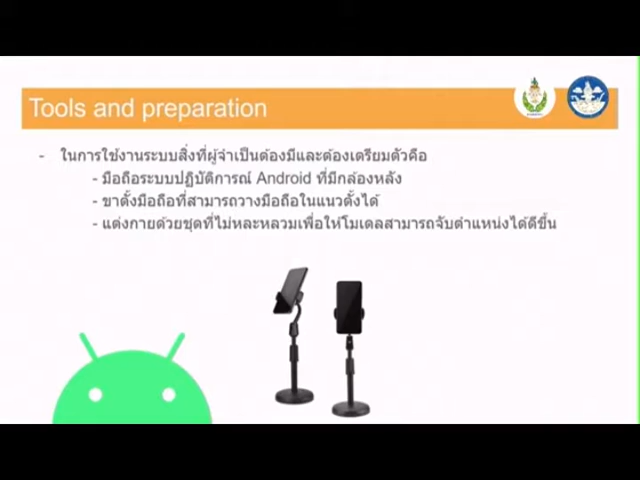 Tools and preparation
- ในการใช้งานระบบสิ่งที่ผู้จำเป็นต้องมีและต้องเตรียมตัวคือ
- มือถือระบบปฏิบัติการณ์ Android ที่มีกล้องหลัง
- ขาตั้งมือถือที่สามารถวางมือถือในแนวตั้งได้
- แต่งกายด้วยชุดที่ไม่หละหลวมเพื่อให้โมเดลสามารถจับตำแหน่งได้ดีขึ้น